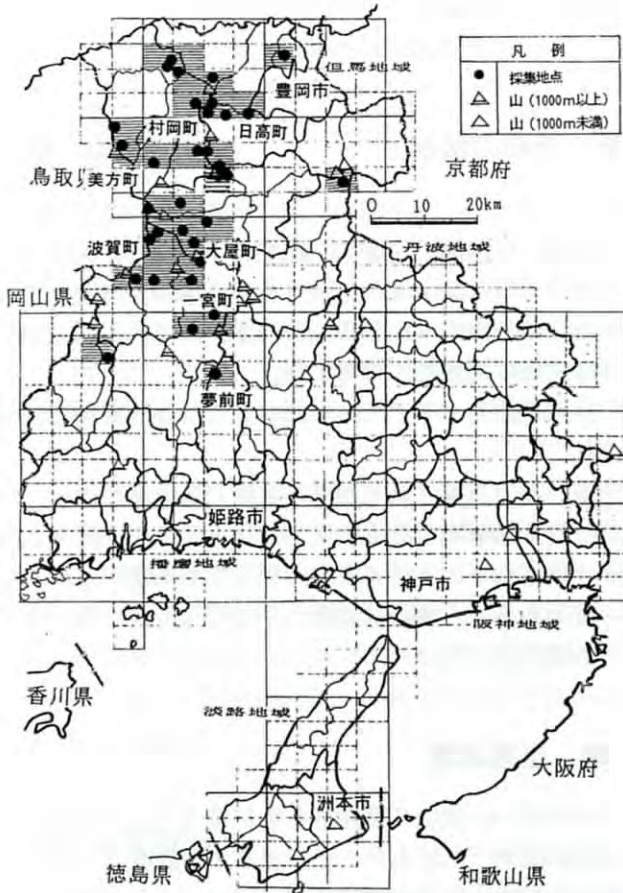 凡 例
● 採集地点
△ 山 (1000m以上)
△ 山 (1000m未満)
但馬地域
豊岡市
村岡町
日高町
鳥取
美方町
京都府
0 10 20km
波賀町
大屋町
丹波地域
岡山県
宮町
夢前町
姫路市
播磨地域
神戸市
阪神地域
香川県
淡路地域
大阪府
洲本市
徳島県
和歌山県